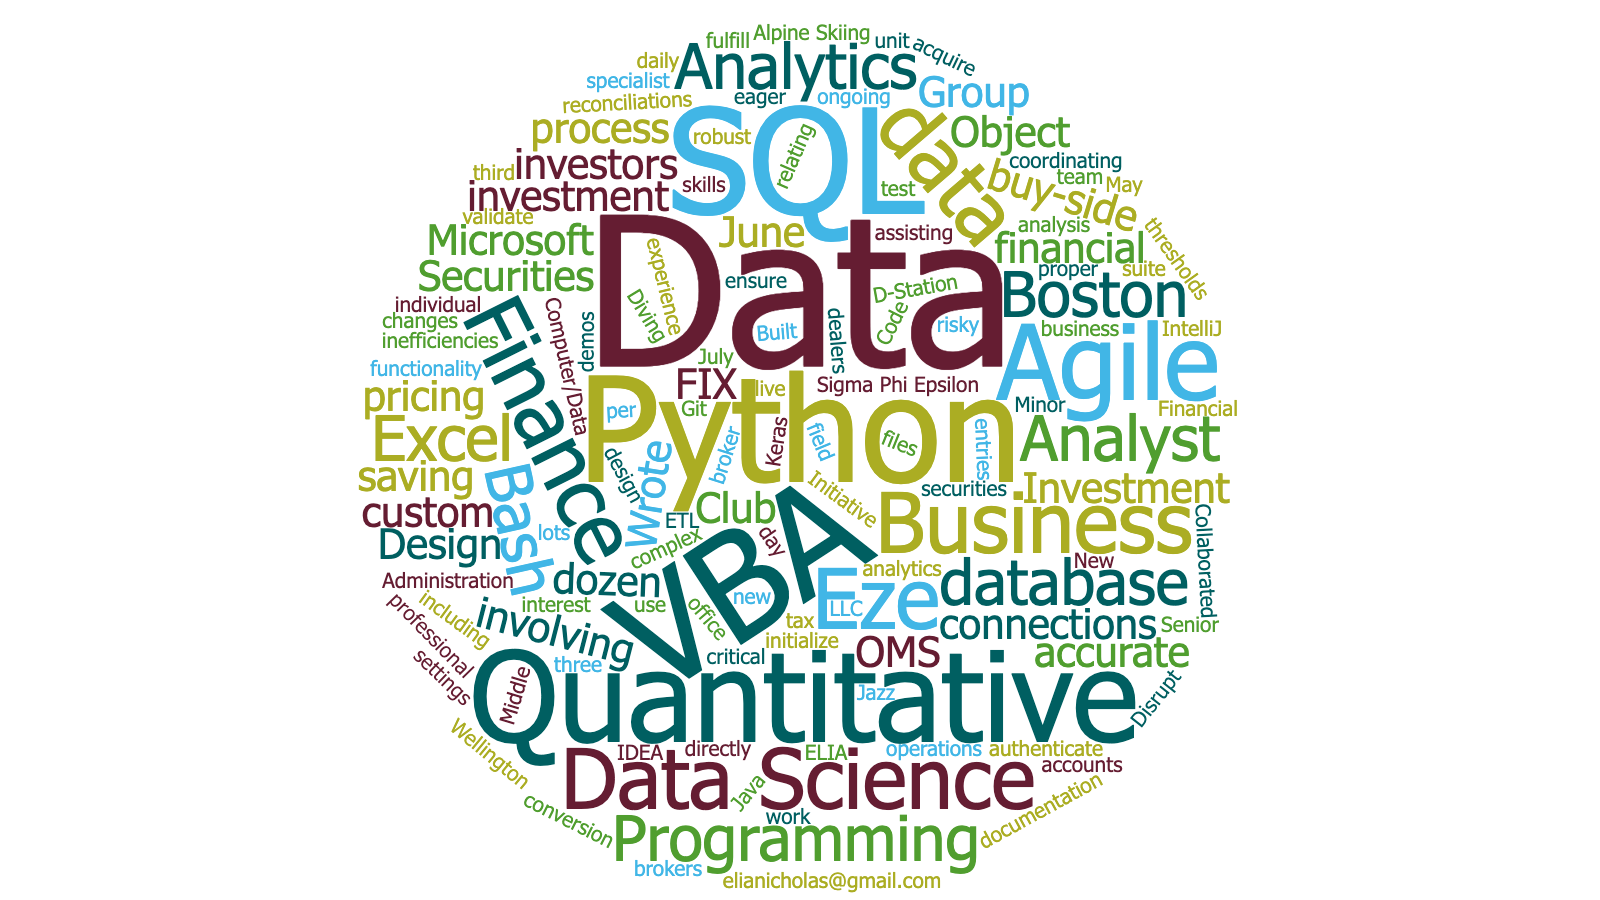 fulfill
Alpine Skiing
unit
acquire
daily
Analytics
specialist
eager
ongoing
Group
reconciliations
process
robust
SQL
relating
data
Object
third
investors
skills
test
coordinating
team
May
investment
buy-side
validate
Microsoft
June
assisting
analysis
financial
thresholds
Securities
experience
Data
ensure
proper
suite
individual
Diving
D-Station
Boston
changes
Computer/Data
demos
Built
dealers
Code
risky
business
IntelliJ
inefficiencies
Finance
July
Agile
functionality
FIX
live
Sigma Phi Epsilon
pricing
per
Python
Git
Minor
Financial
Excel
broker
Keras
field
files
entries
Analyst
saving
Bash
design
Wrote
Initiative
securities
Investment
custom
Club
Business
Design
lots
ETL
complex
day
VBA
Collaborated
Administration
dozen
analytics
New
professional
including
interest
use
office
new
Eze
LLC
database
involving
tax
initialize
connections
Senior
settings
three
critical
OMS
accurate
Middle
Quantitative
Jazz
Disrupt
Wellington
IDEA
directly
ELIA
operations
authenticate
Data Science
accounts
conversion
Java
work
documentation
Programming
brokers
elianicholas@gmail.com